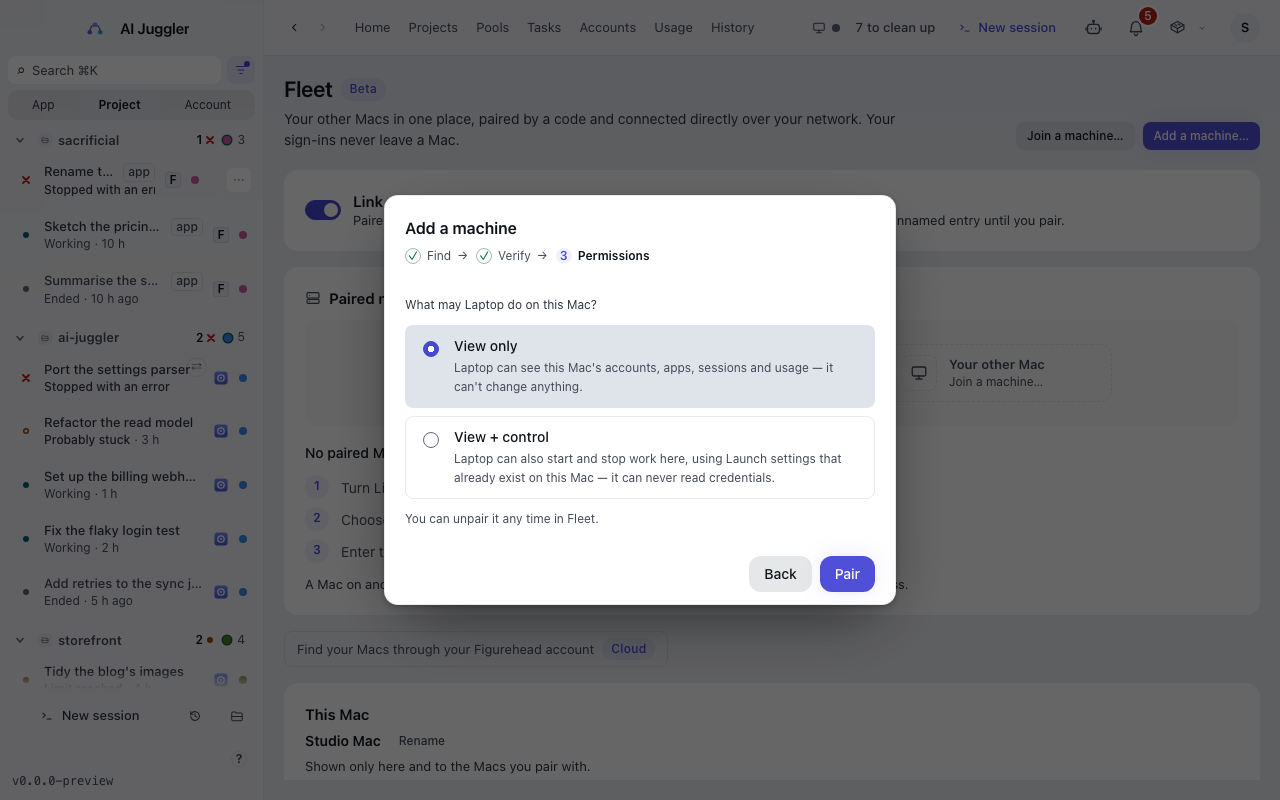 AI Juggler
Search ⌘K
App Project Account
sacrificial 1 3
Rename t... app F
Stopped with an err
Sketch the pricin... app F
Working · 10 h
Summarise the s... app F
Ended · 10 h ago
ai-juggler 2 5
Port the settings parser
Stopped with an error
Refactor the read model
Probably stuck · 3 h
Set up the billing webh...
Working · 1 h
Fix the flaky login test
Working · 2 h
Add retries to the sync j...
Ended · 5 h ago
storefront 2 4
Tidy the blog's images
New session
?
v0.0.0-preview
Home Projects Pools Tasks Accounts Usage History
7 to clean up
New session
5
S
Fleet Beta
Your other Macs in one place, paired by a code and connected directly over your network. Your
sign-ins never leave a Mac.
Join a machine...
Add a machine...
Link
Paire
nnamed entry until you pair.
Paired
Your other Mac
Join a machine...
No paired M
1 Turn Li
2 Choose
3 Enter t
A Mac on ano
s.
Add a machine
Find → Verify → 3 Permissions
What may Laptop do on this Mac?
View only
Laptop can see this Mac's accounts, apps, sessions and usage — it
can't change anything.
View + control
Laptop can also start and stop work here, using Launch settings that
already exist on this Mac — it can never read credentials.
You can unpair it any time in Fleet.
Back
Pair
Find your Macs through your Figurehead account Cloud
This Mac
Studio Mac Rename
Shown only here and to the Macs you pair with.